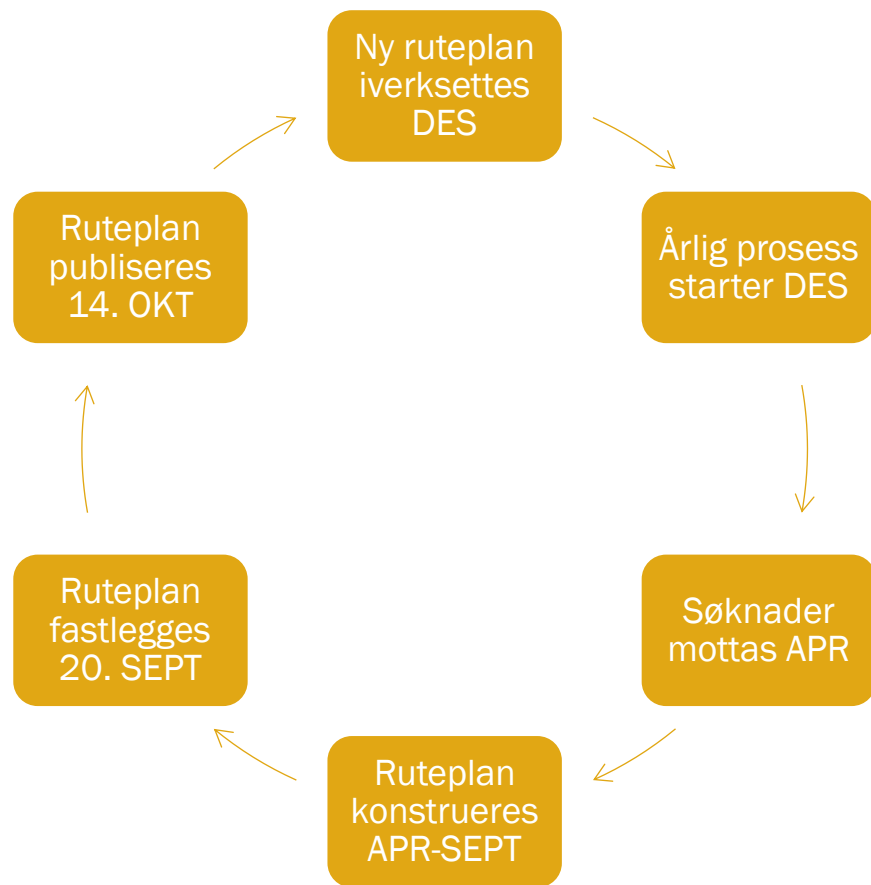 Ny ruteplan
iverksettes
DES
Årlig prosess
starter DES
Søknader
mottas APR
Ruteplan
konstrueres
APR-SEPT
Ruteplan
fastlegges
20. SEPT
Ruteplan
publiseres
14. OKT